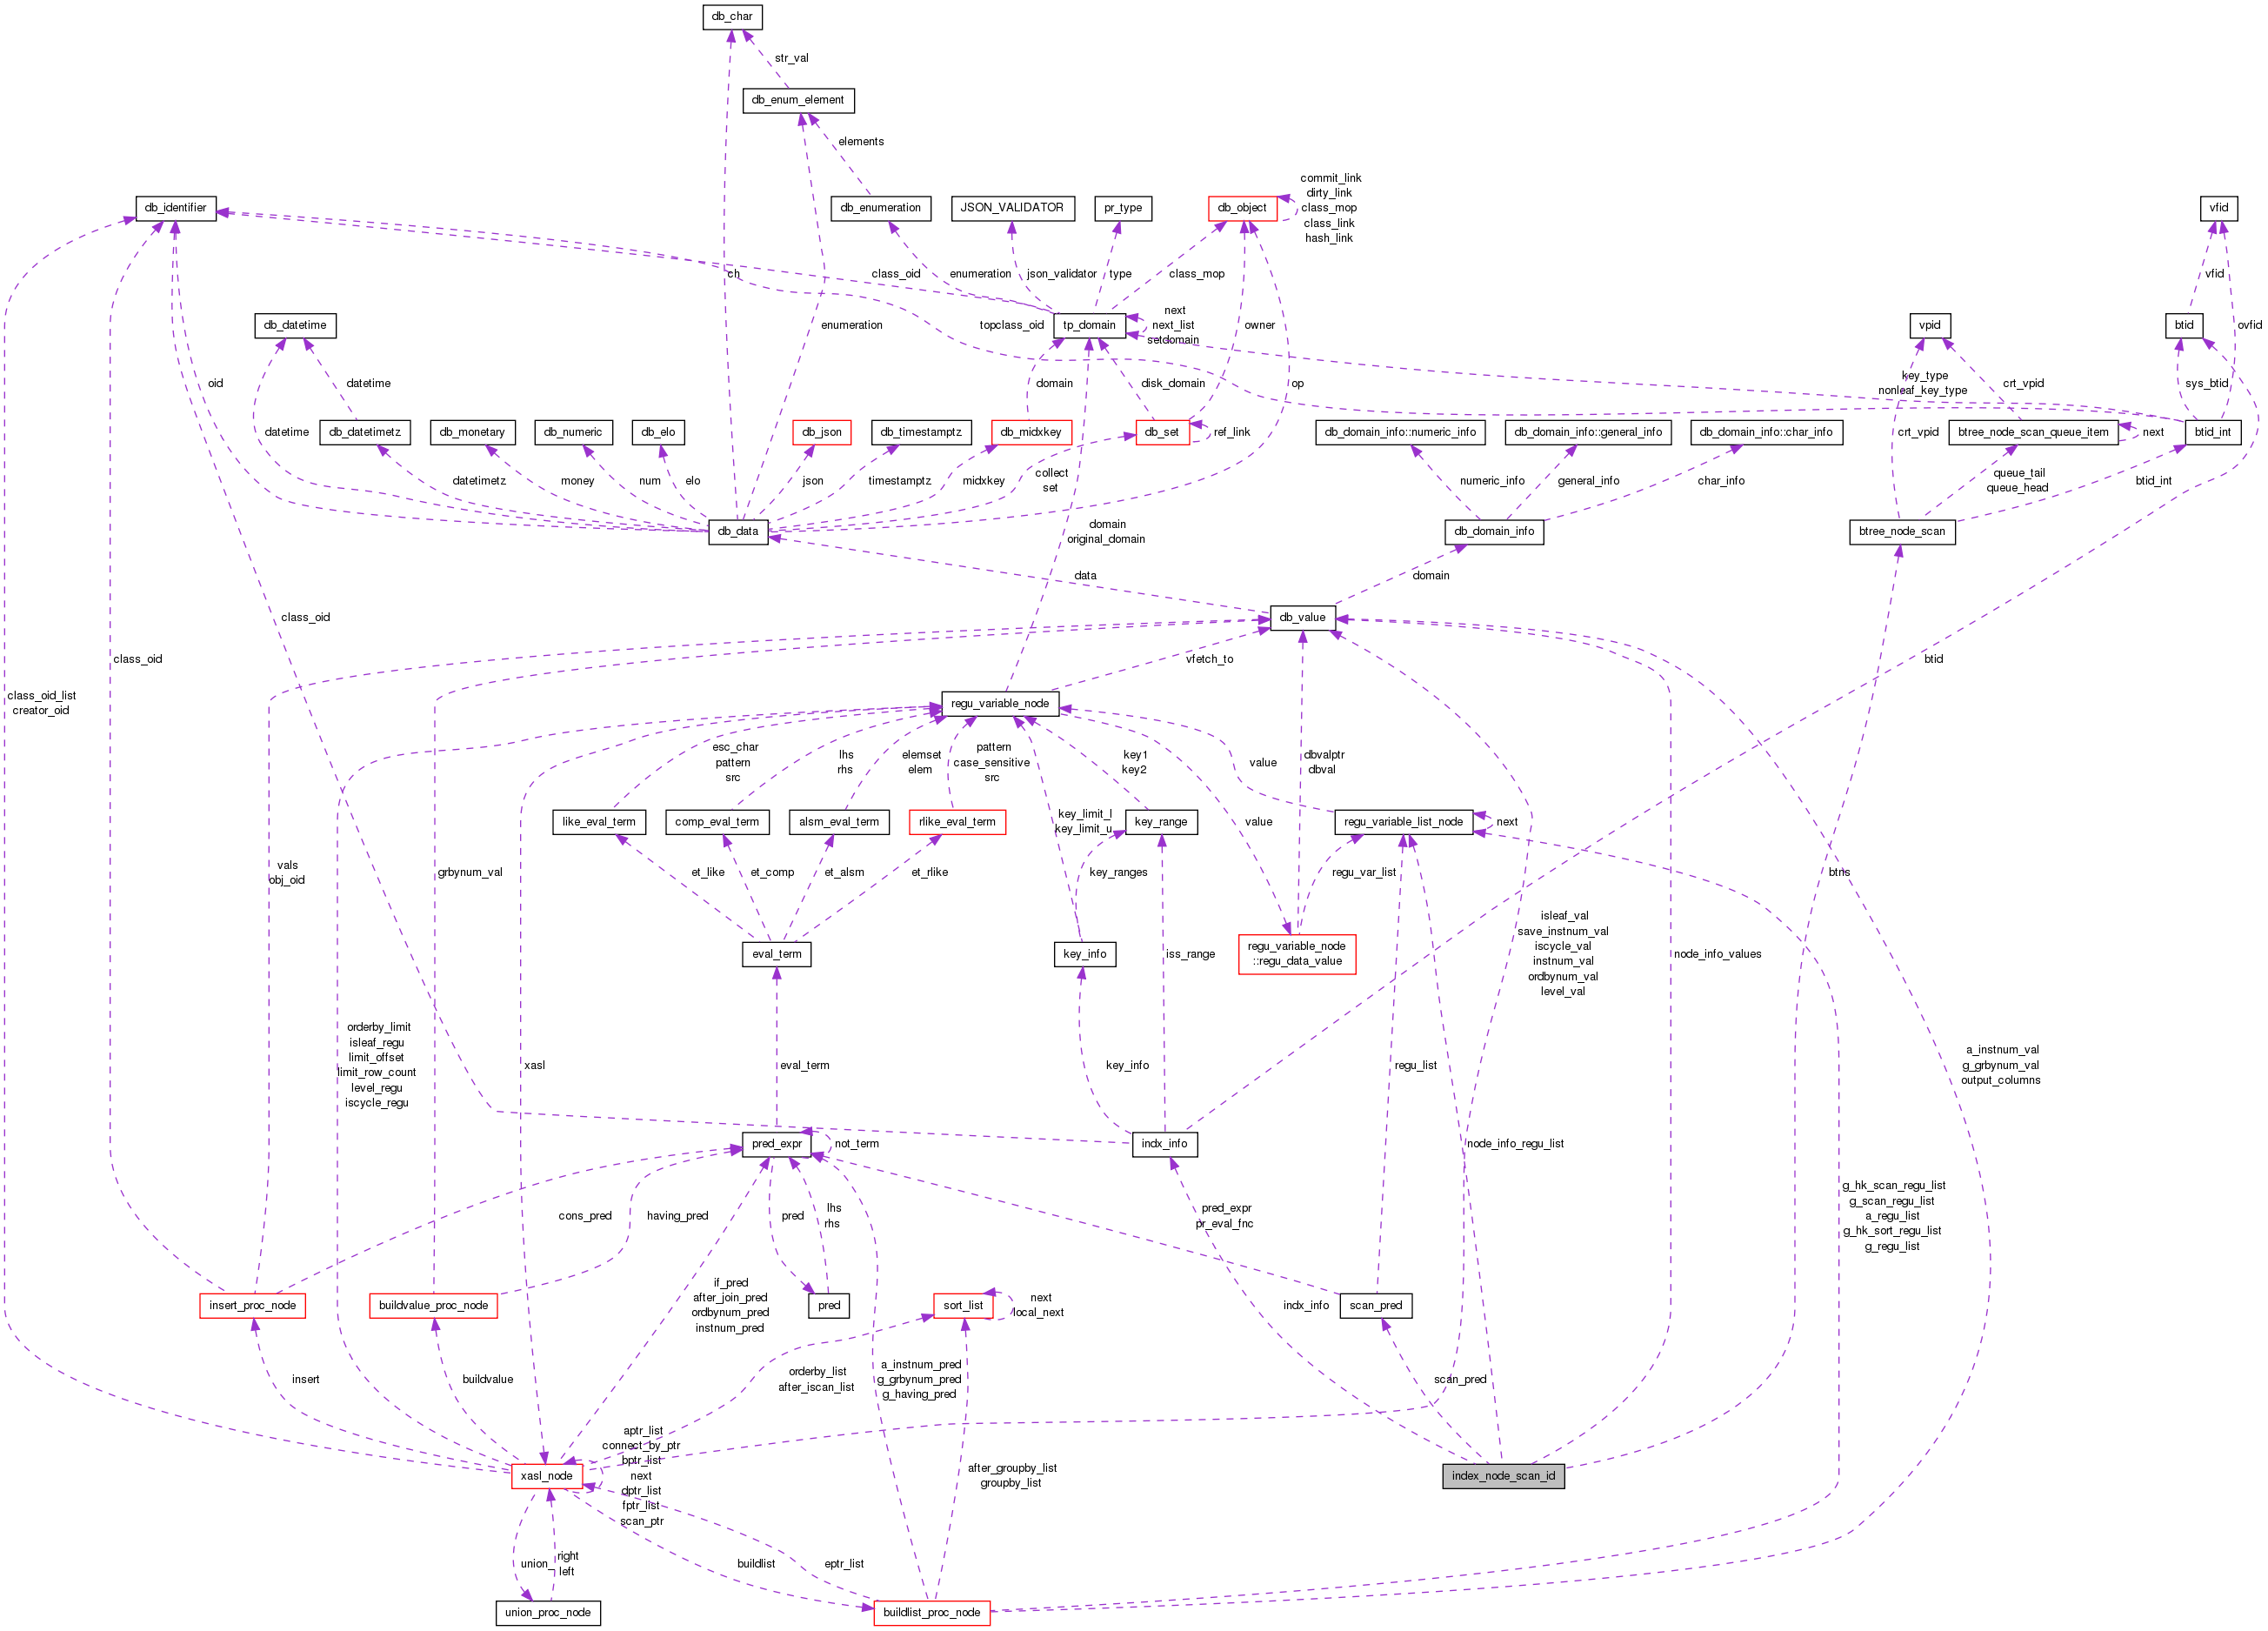 db_char
str_val
db_enum_element
elements
commit_link
dirty_link
class_mop
class_link
hash_link
db_identifier
db_enumeration
JSON_VALIDATOR
pr_type
db_object
vfid
ch
class_oid
enumeration
json_validator
type
class_mop
vfid
next
next_list
setdomain
db_datetime
enumeration
topclass_oid
tp_domain
owner
vpid
btid
ovfid
oid
datetime
domain
disk_domain
op
key_type
nonleaf_key_type
crt_vpid
sys_btid
datetime
db_datetimetz
db_monetary
db_numeric
db_elo
db_json
db_timestamptz
db_midxkey
db_set
ref_link
db_domain_info::numeric_info
db_domain_info::general_info
db_domain_info::char_info
crt_vpid
btree_node_scan_queue_item
next
btid_int
datetimetz
money
num
elo
json
timestamptz
midxkey
collect
set
numeric_info
general_info
char_info
queue_tail
queue_head
btid_int
db_data
domain
original_domain
db_domain_info
btree_node_scan
data
domain
class_oid
db_value
class_oid
vfetch_to
btid
class_oid_list
creator_oid
regu_variable_node
esc_char
pattern
src
lhs
rhs
elemset
elem
pattern
case_sensitive
src
key1
key2
value
value
dbvalptr
dbval
like_eval_term
comp_eval_term
alsm_eval_term
rlike_eval_term
key_limit_l
key_limit_u
key_range
regu_variable_list_node
next
vals
obj_oid
grbynum_val
et_like
et_comp
et_alsm
et_rlike
key_ranges
regu_var_list
btns
isleaf_val
save_instnum_val
iscycle_val
instnum_val
ordbynum_val
level_val
eval_term
key_info
iss_range
regu_variable_node
::regu_data_value
node_info_values
orderby_limit
isleaf_regu
limit_offset
limit_row_count
level_regu
iscycle_regu
xasl
eval_term
key_info
regu_list
a_instnum_val
g_grbynum_val
output_columns
pred_expr
not_term
indx_info
node_info_regu_list
cons_pred
having_pred
pred
lhs
rhs
pred_expr
pr_eval_fnc
g_hk_scan_regu_list
g_scan_regu_list
a_regu_list
g_hk_sort_regu_list
g_regu_list
if_pred
after_join_pred
ordbynum_pred
instnum_pred
insert_proc_node
buildvalue_proc_node
pred
sort_list
next
local_next
indx_info
scan_pred
insert
buildvalue
orderby_list
after_iscan_list
a_instnum_pred
g_grbynum_pred
g_having_pred
scan_pred
aptr_list
connect_by_ptr
bptr_list
next
dptr_list
fptr_list
scan_ptr
xasl_node
after_groupby_list
groupby_list
index_node_scan_id
union_
right
left
buildlist
eptr_list
union_proc_node
buildlist_proc_node